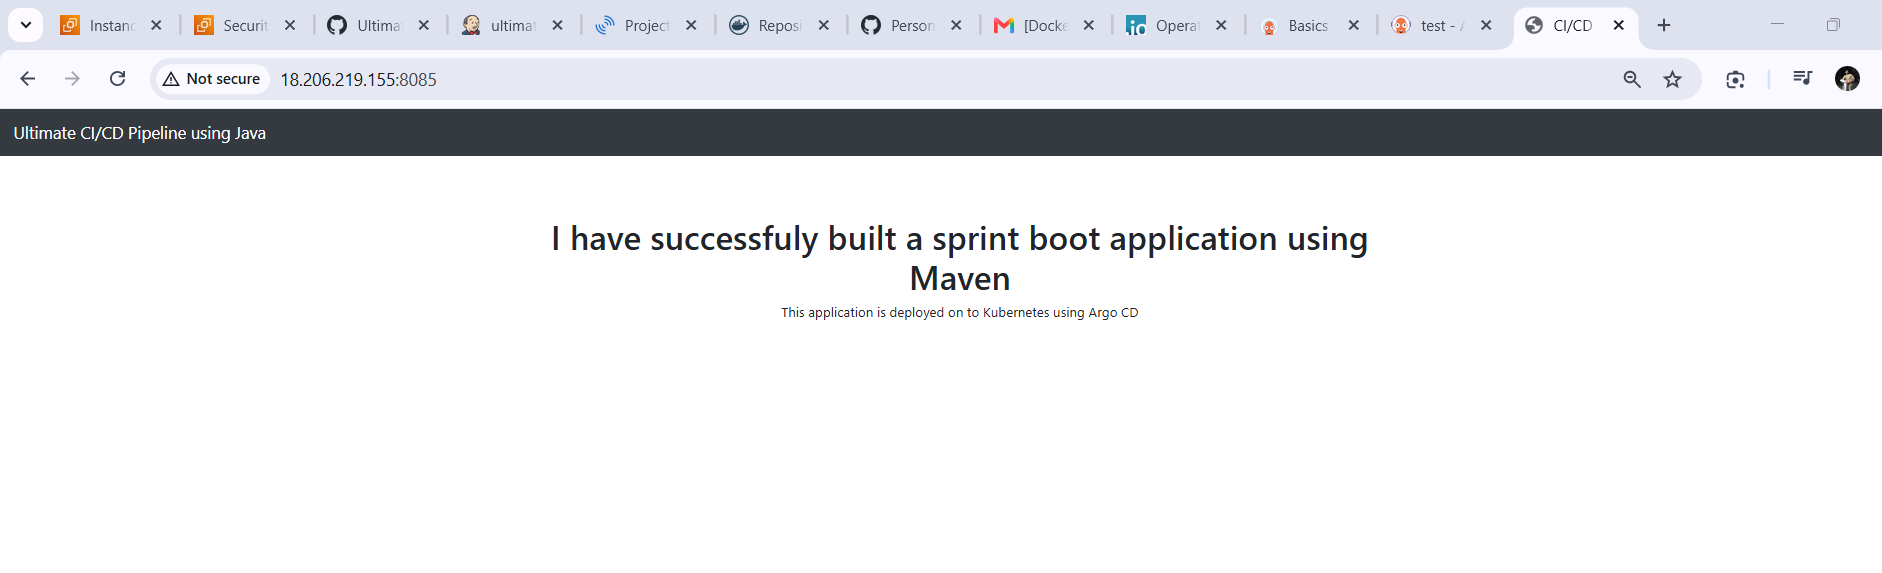 Instanc
Securit
Ultima
ultimat
Project
Reposi
Person
[Docke
Operat
Basics
test - A
CI/CD
Not secure
18.206.219.155:8085
Ultimate CI/CD Pipeline using Java
I have successfuly built a sprint boot application using
Maven
This application is deployed on to Kubernetes using Argo CD